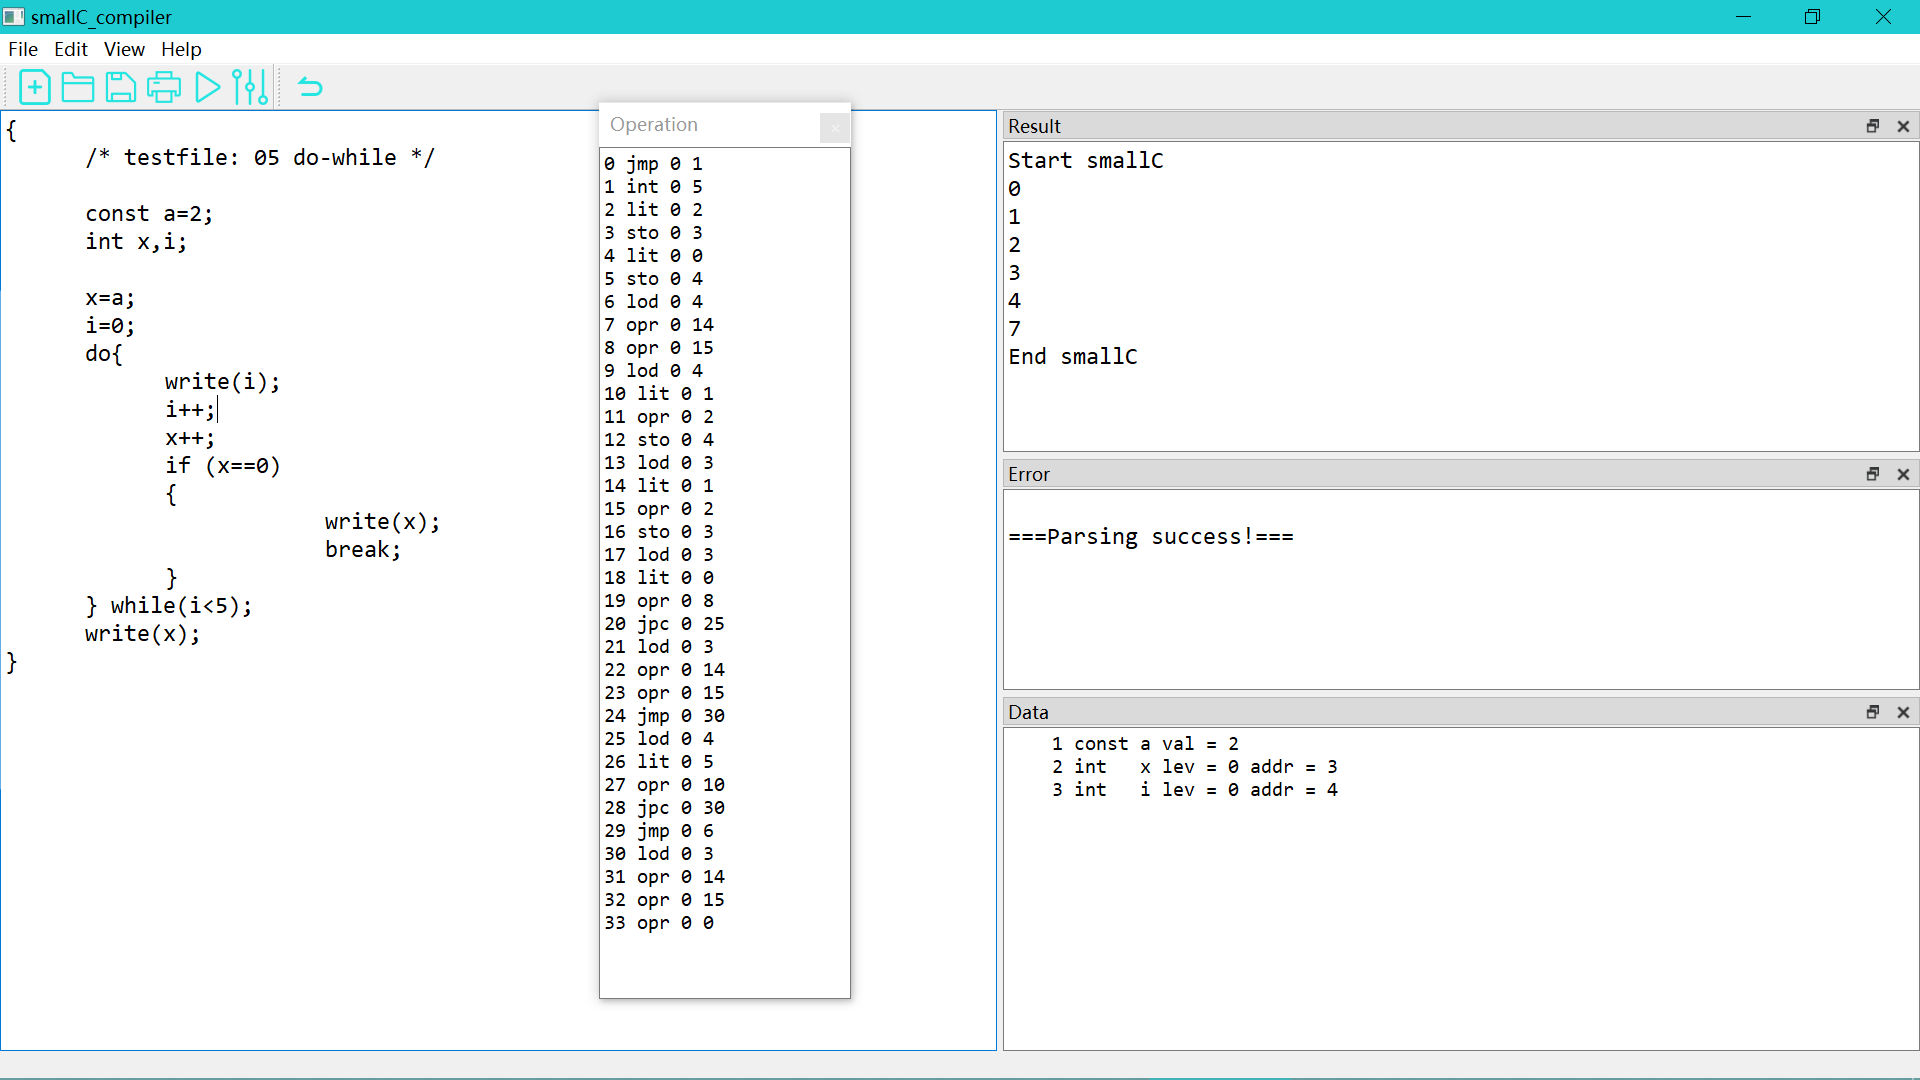 smallC_compiler
File Edit View Help
{
/* testfile: 05 do-while */
const a=2;
int x,i;
x=a;
i=0;
do{
write(i);
i++;
x++;
if (x==0)
{
write(x);
break;
}
} while(i<5);
write(x);
}
Operation
0 jmp 0 1
1 int 0 5
2 lit 0 2
3 sto 0 3
4 lit 0 0
5 sto 0 4
6 lod 0 4
7 opr 0 14
8 opr 0 15
9 lod 0 4
10 lit 0 1
11 opr 0 2
12 sto 0 4
13 lod 0 3
14 lit 0 1
15 opr 0 2
16 sto 0 3
17 lod 0 3
18 lit 0 0
19 opr 0 8
20 jpc 0 25
21 lod 0 3
22 opr 0 14
23 opr 0 15
24 jmp 0 30
25 lod 0 4
26 lit 0 5
27 opr 0 10
28 jpc 0 30
29 jmp 0 6
30 lod 0 3
31 opr 0 14
32 opr 0 15
33 opr 0 0
Result
Start smallC
0
1
2
3
4
7
End smallC
Error
===Parsing success!===
Data
1 const a val = 2
2 int x lev = 0 addr = 3
3 int i lev = 0 addr = 4